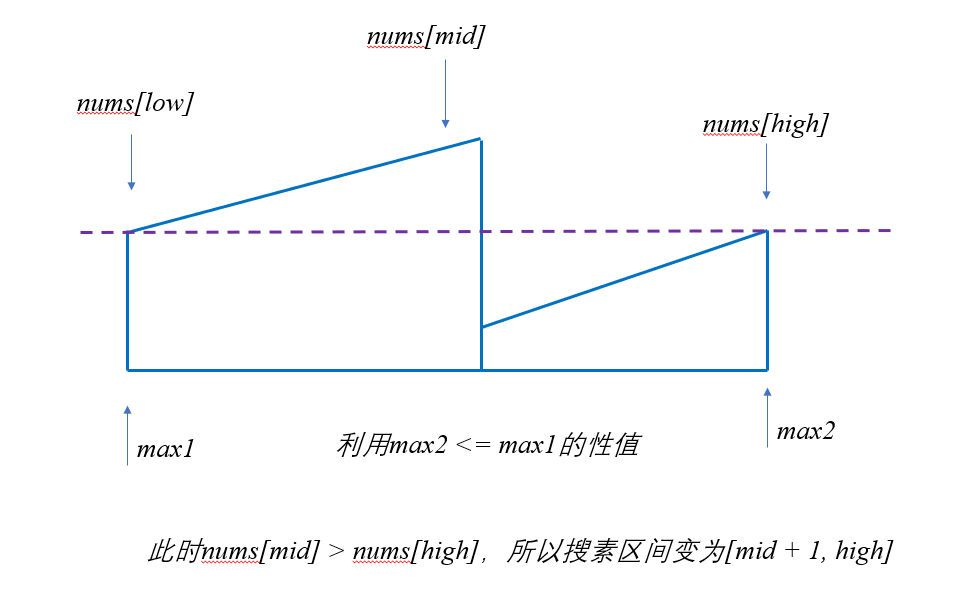 nums[mid]
nums[low]
nums[high]
max1
利用max2 <= max1的性值
max2
此时nums[mid] > nums[high]，所以搜素区间变为[mid + 1, high]